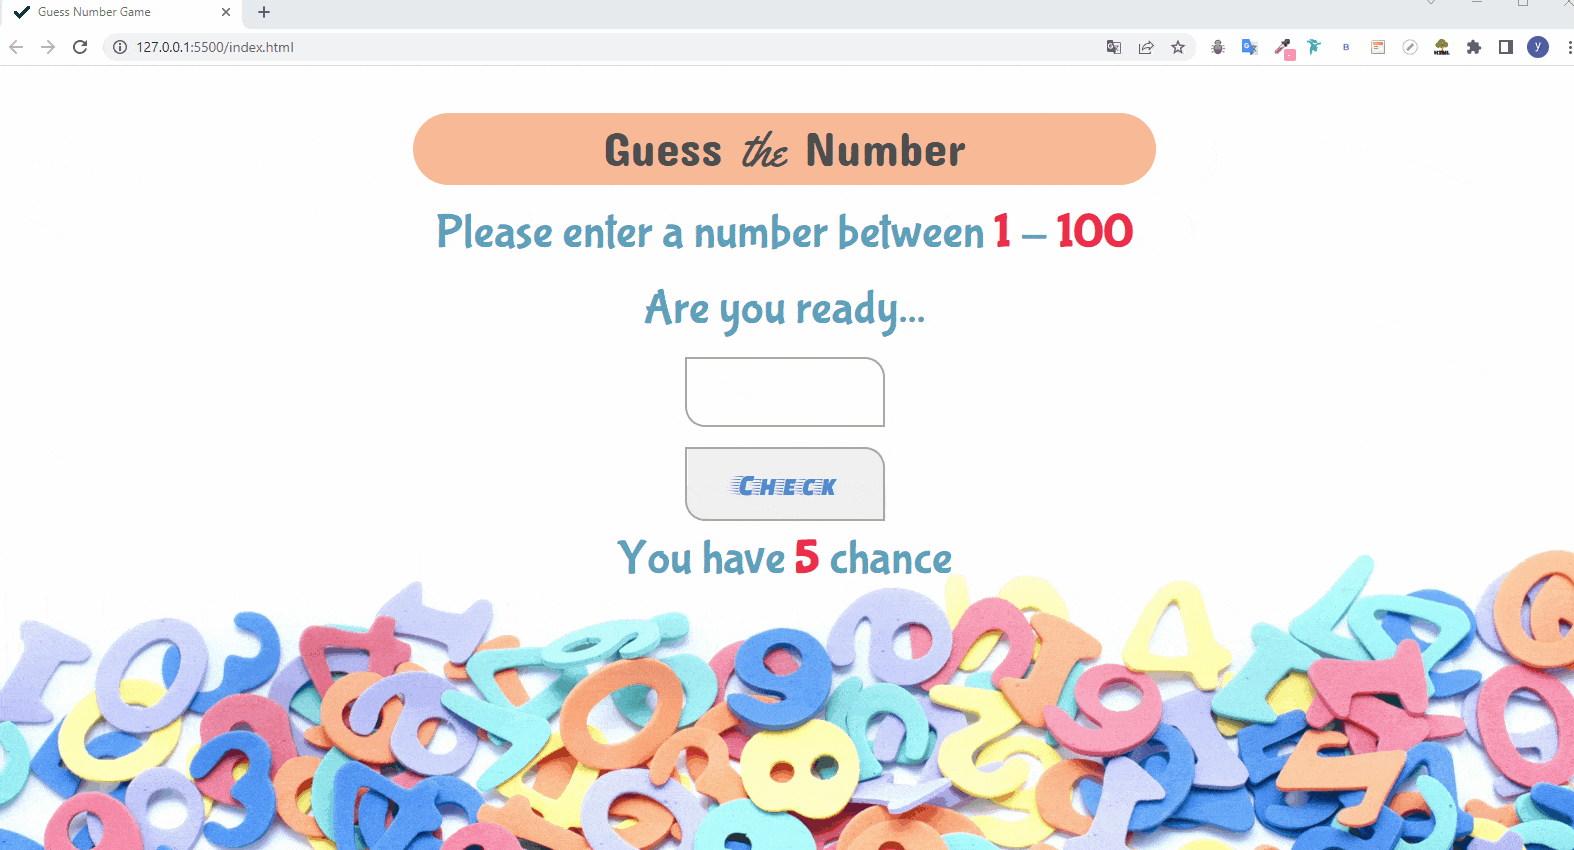 Guess Number Game
127.0.0.1:5500/index.html
Guess the Number
Please enter a number between 1 - 100
Are you ready...
Check
You have 5 chance